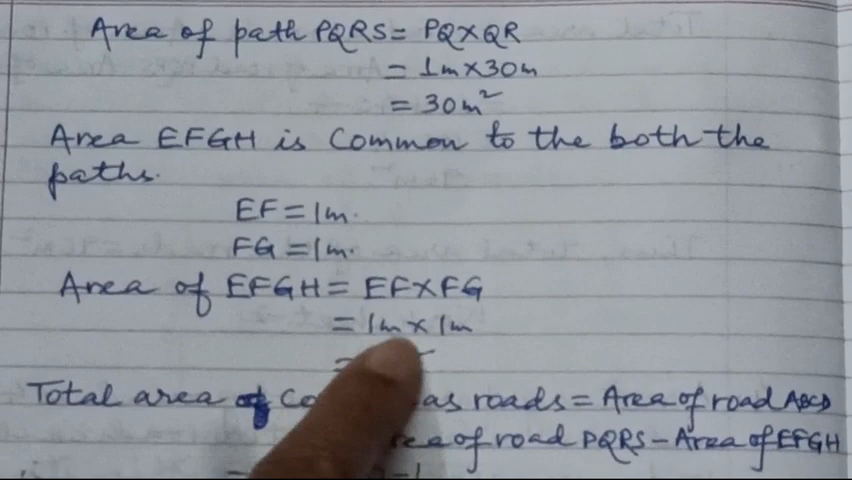 Area of path PQRS = PQ×QR
= 1m × 30m
= 30m²
Area EFGH is Common to the both the
paths.
EF = 1m.
FG = 1m.
Area of EFGH = EF×FG
= 1m × 1m
=
Total area of as roads = Area of road ABCD
of road PQRS - Area of EFGH